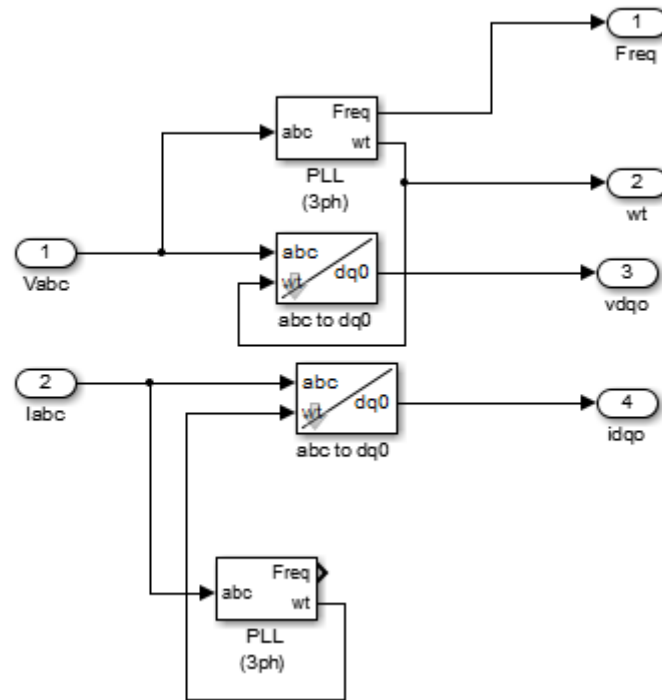 1
Freq
Freq
abc
wt
PLL
(3ph)
2
wt
1
Vabc
abc
wt
dq0
abc to dq0
3
vdqo
2
Iabc
abc
wt
dq0
abc to dq0
4
idqo
Freq
abc
wt
PLL
(3ph)